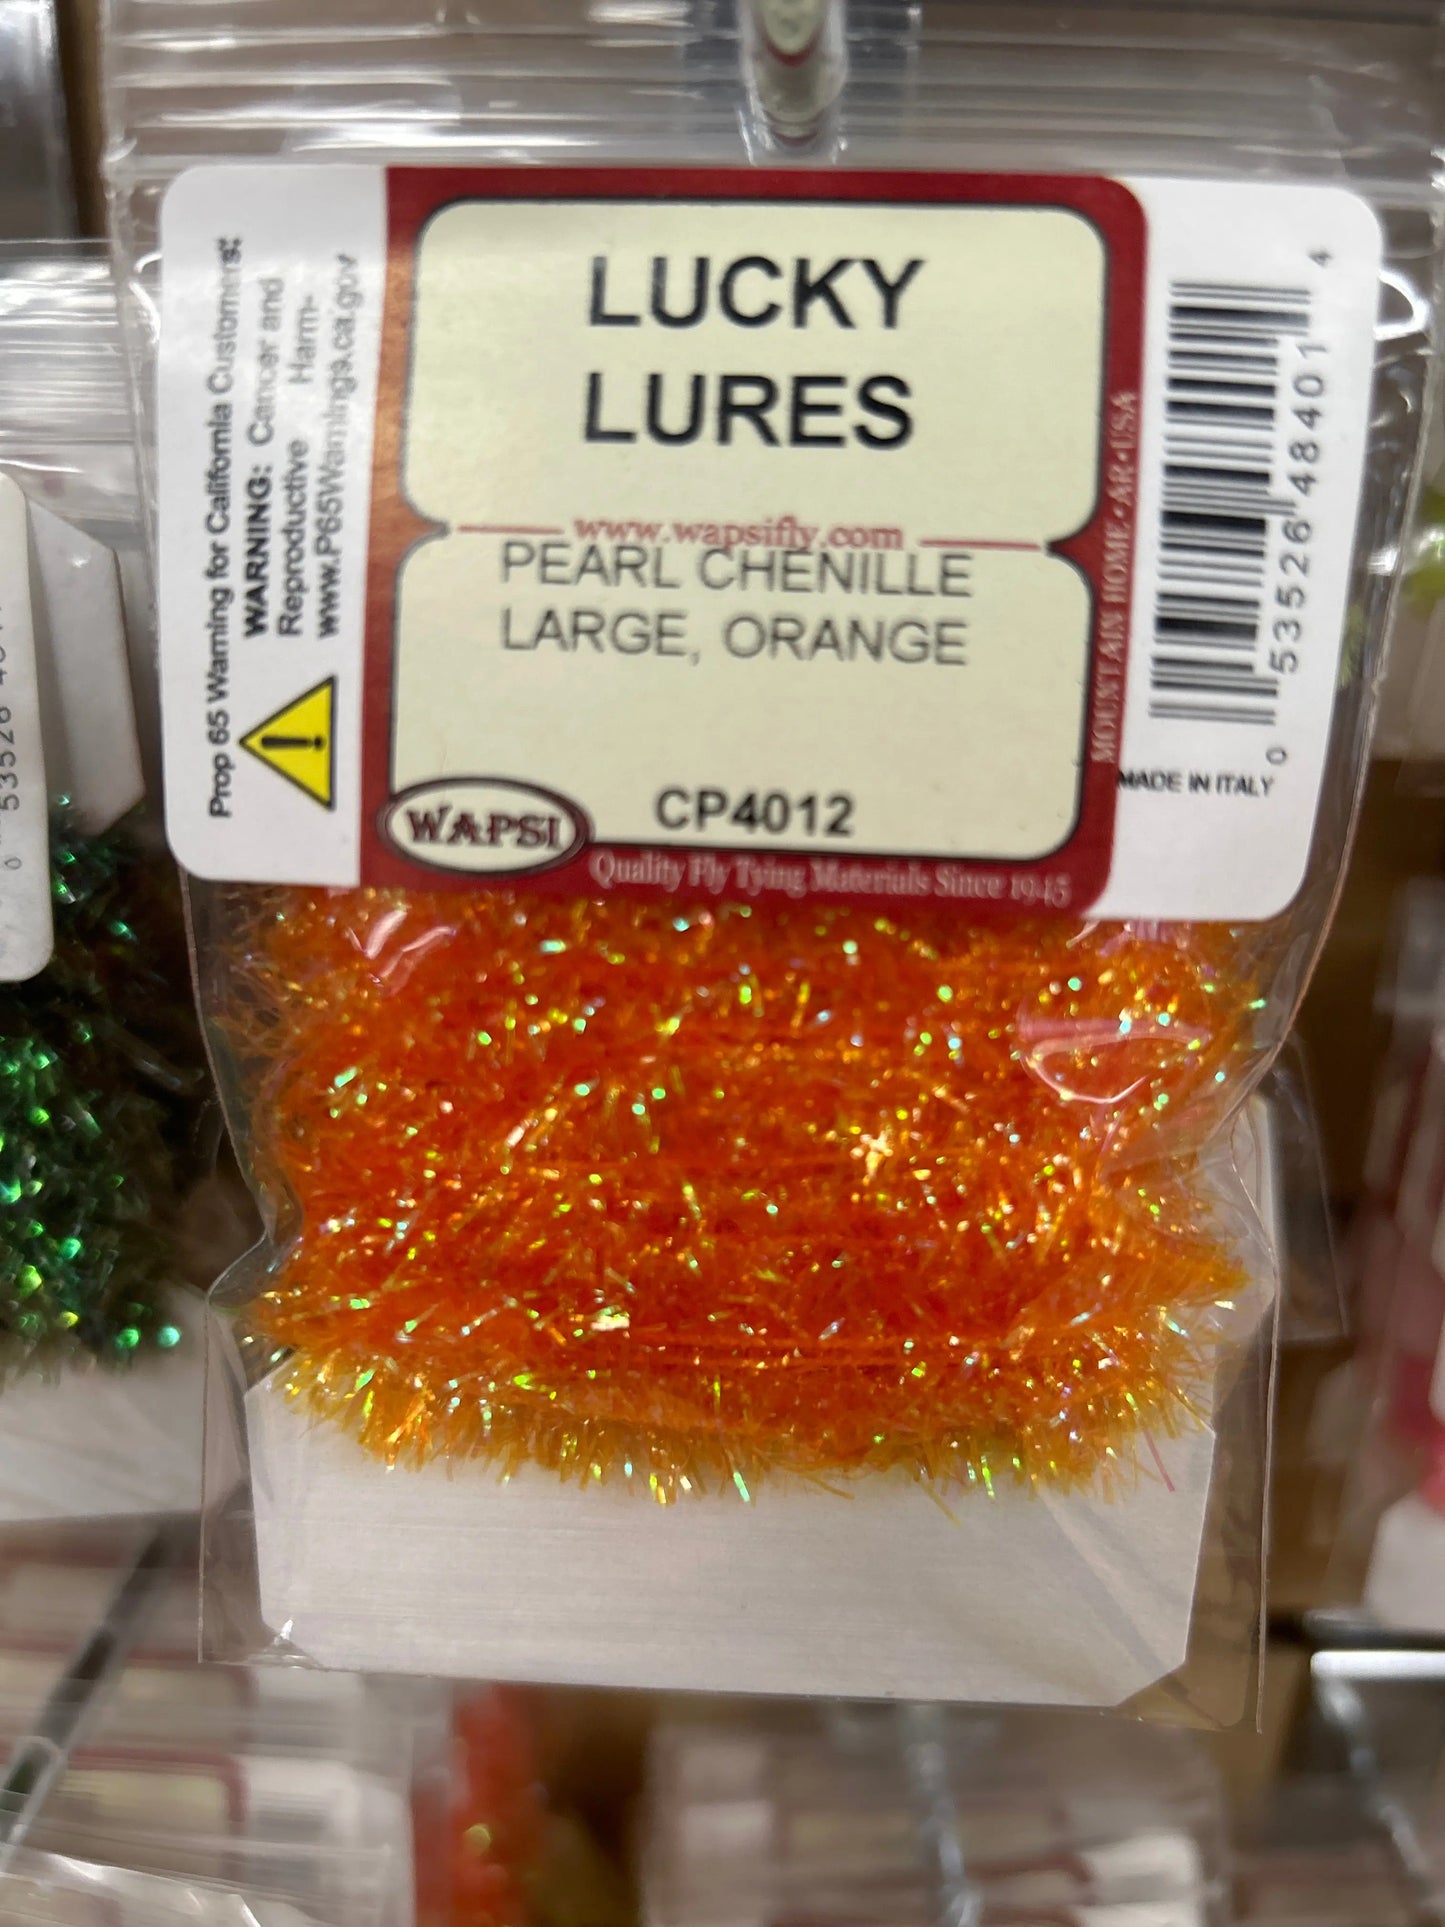 LUCKY
LURES
www.wapsifly.com
PEARL CHENILLE
LARGE, ORANGE
CP4012
WAPSI
Quality Fly Tying Materials Since 1945
MOUNTAIN HOME•AR•USA
Prop 65 Warning for California Customers:
WARNING: Cancer and
Reproductive Harm-
www.P65Warnings.ca.gov
0 53526 48401 4
MADE IN ITALY
0 53526